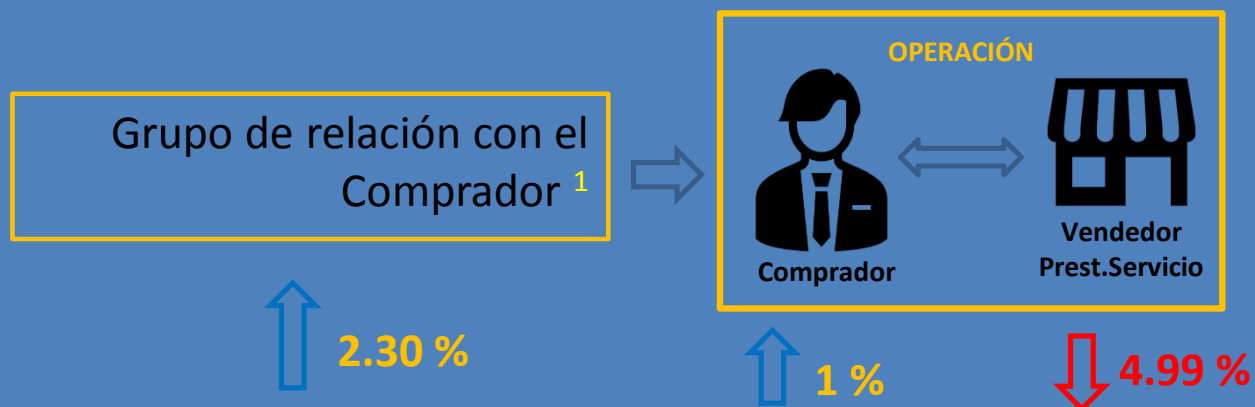 OPERACIÓN
Grupo de relación con el
Comprador 1
Comprador
Vendedor
Prest.Servicio
2.30 %
1 %
4.99 %